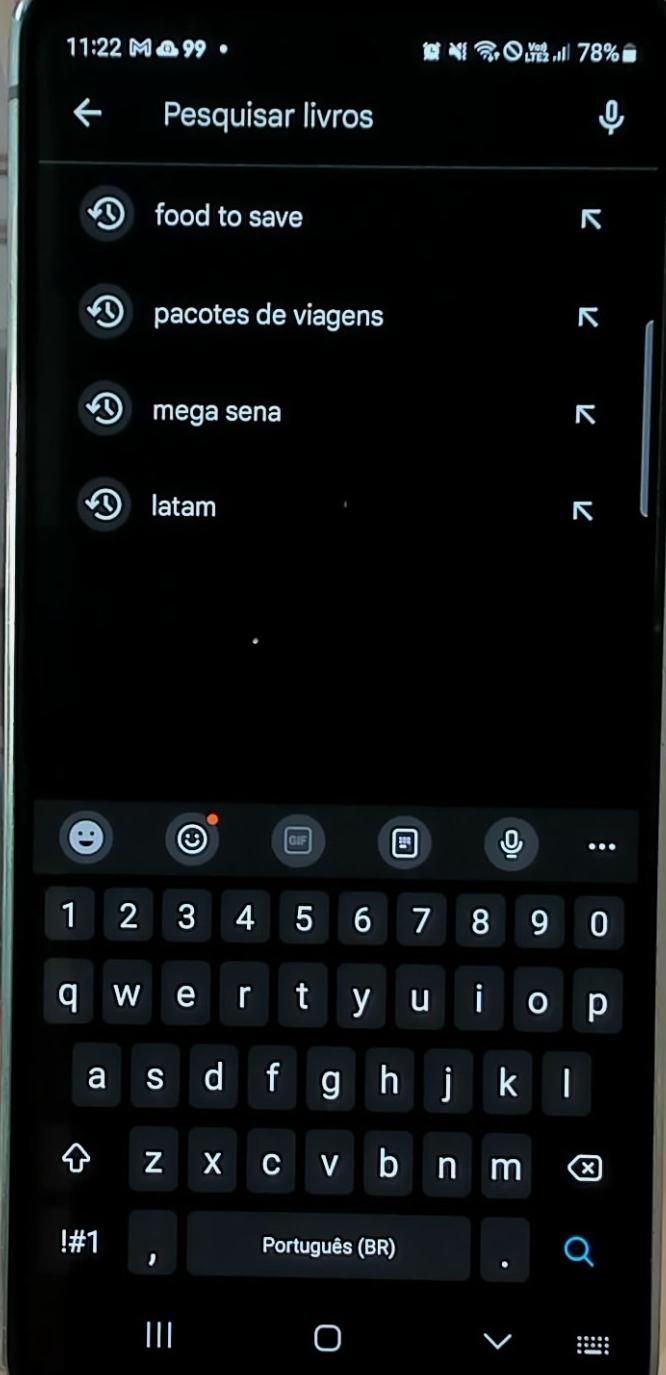 11:22 99 78%
Pesquisar livros
food to save
pacotes de viagens
mega sena
latam
GIF
1 2 3 4 5 6 7 8 9 0
q w e r t y u i o p
a s d f g h j k l
z x c v b n m
!#1 , Português (BR) .